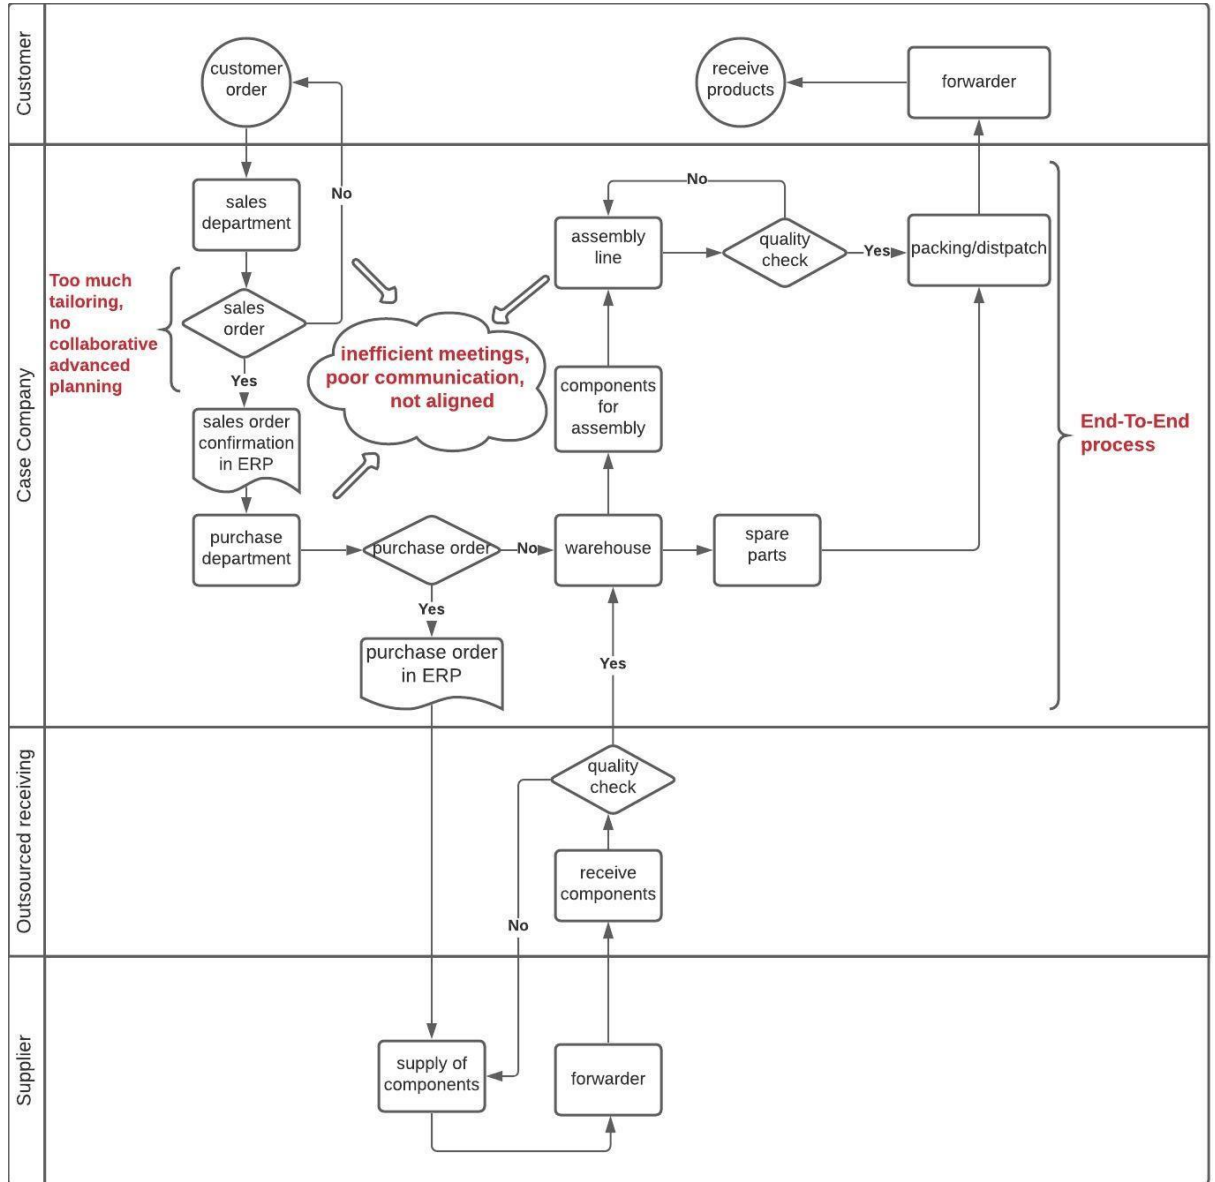 Customer
customer
order
receive
products
forwarder
Case Company
sales
department
No
Too much
tailoring,
no
collaborative
advanced
planning
sales
order
Yes
sales order
confirmation
in ERP
purchase
department
inefficient meetings,
poor communication,
not aligned
purchase order
No
Yes
purchase order
in ERP
warehouse
spare
parts
components
for
assembly
assembly
line
No
quality
check
Yes
packing/distpatch
End-To-End
process
Yes
Outsourced receiving
quality
check
receive
components
No
Supplier
supply of
components
forwarder